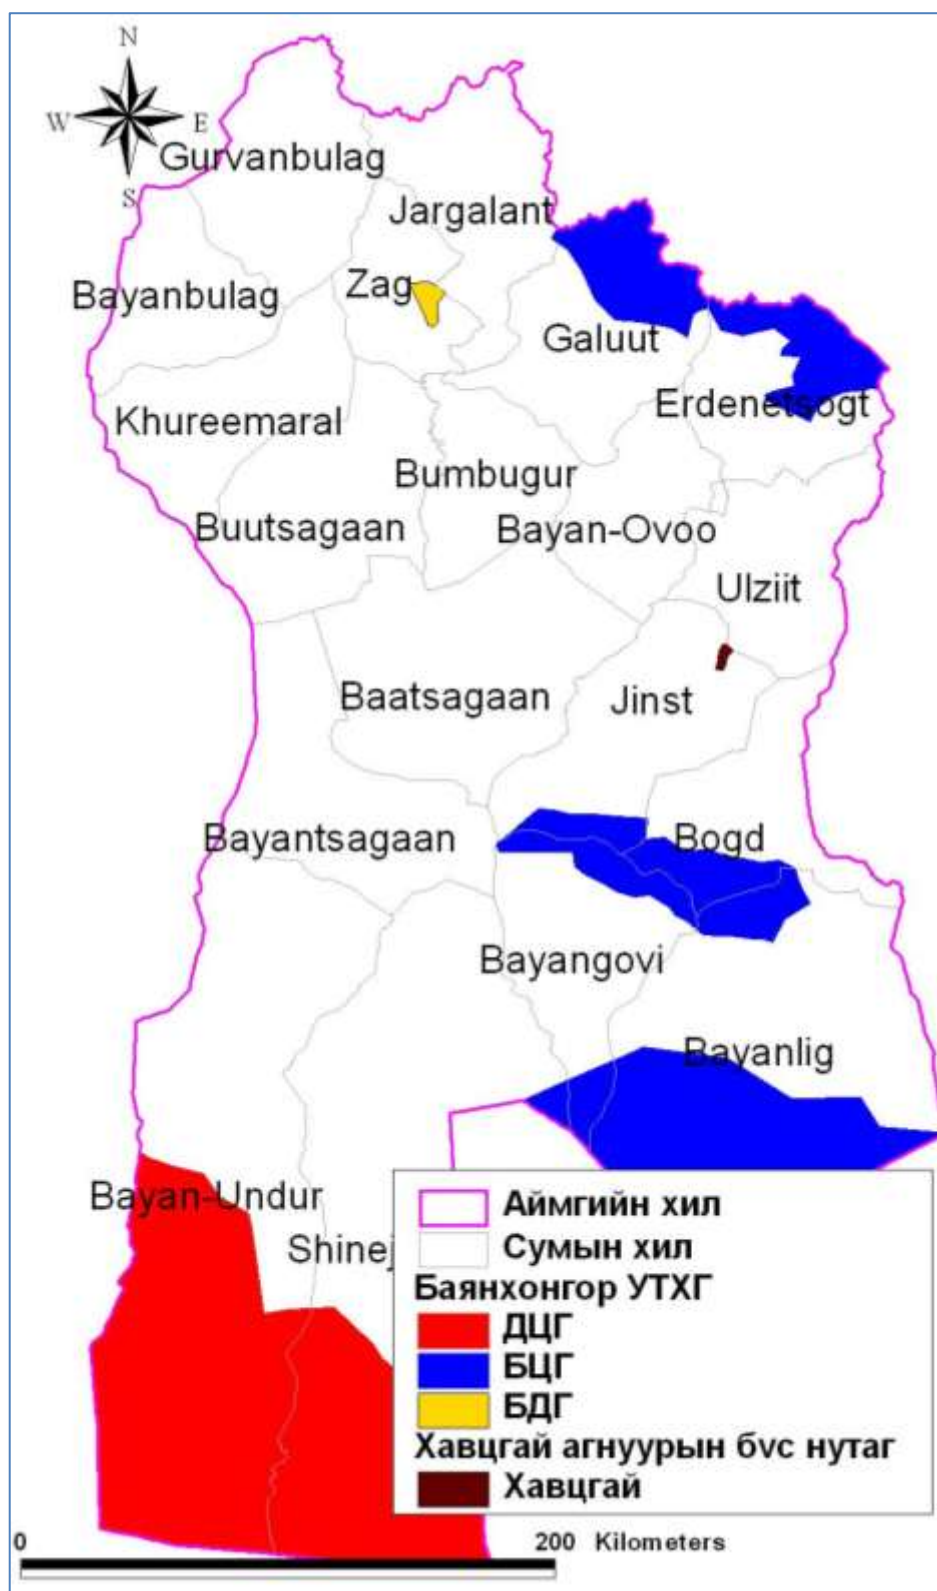 N
W E
S
Gurvanbulag
Jargalant
Bayanbulag
Zag
Galuut
Erdenetsogt
Khureemaral
Bumbugur
Buutsagaan
Bayan-Ovoo
Ulziit
Baatsagaan
Jinst
Bayantsagaan
Bogd
Bayangovi
Bayanlig
Bayan-Undur
Аймгийн хил
Сумын хил
Баянхонгор УТХГ
ДЦГ
БЦГ
БДГ
Хавцгай агнуурын бvс нутаг
Хавцгай
0 200 Kilometers